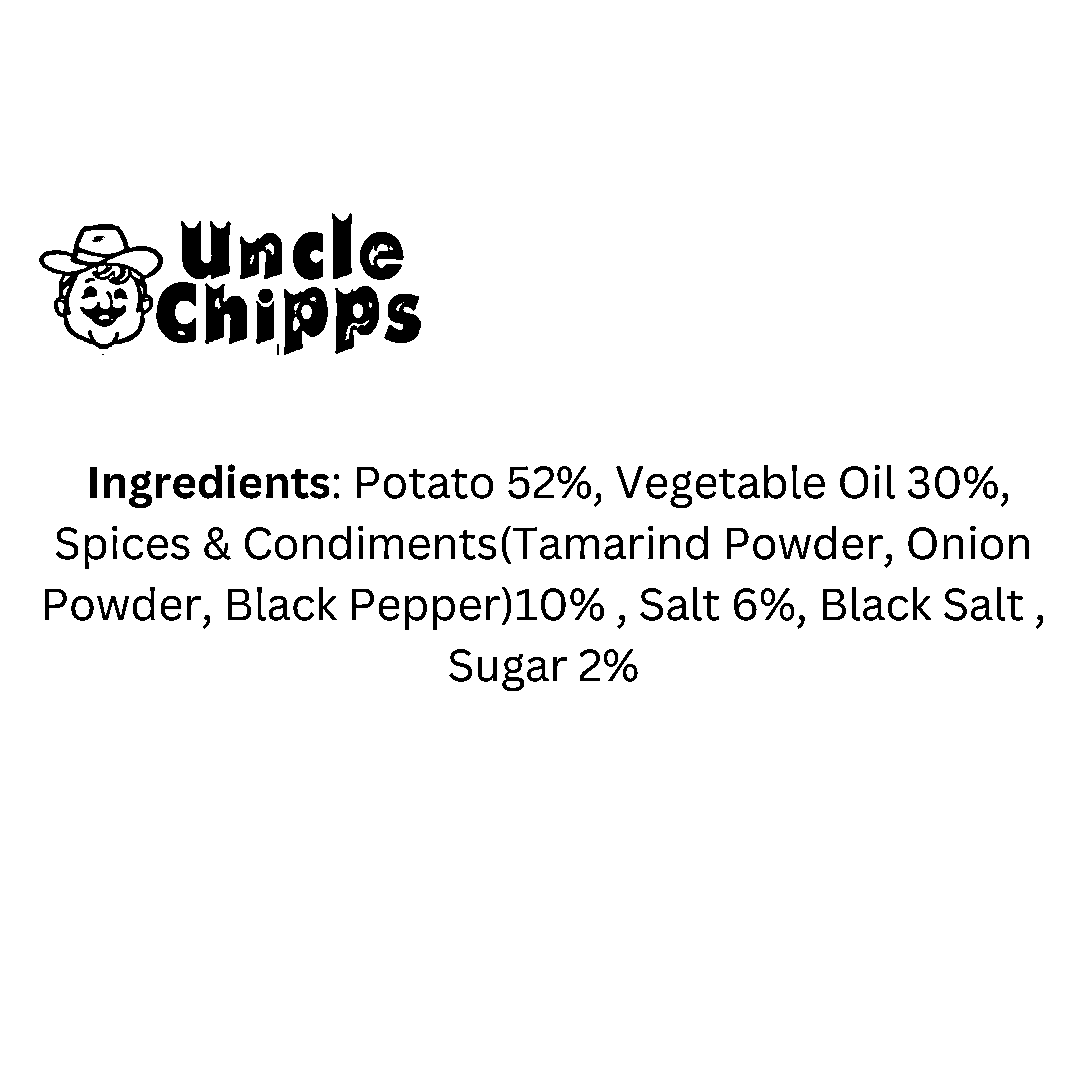 Uncle
Chipps
Ingredients: Potato 52%, Vegetable Oil 30%,
Spices & Condiments(Tamarind Powder, Onion
Powder, Black Pepper)10% , Salt 6%, Black Salt ,
Sugar 2%